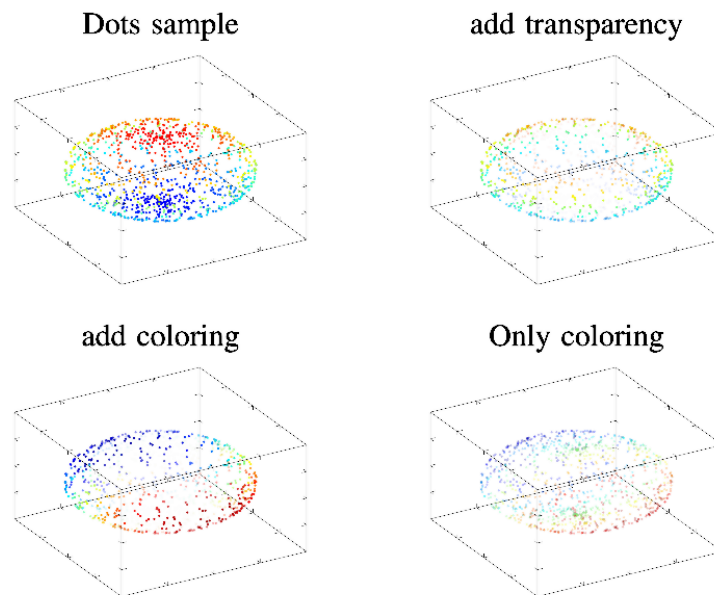 Dots sample
add transparency
add coloring
Only coloring